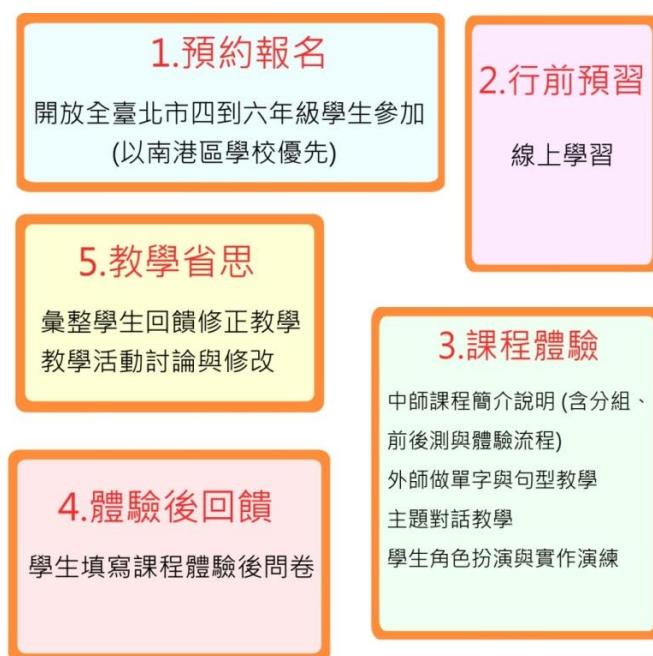 1.預約報名
開放全臺北市四到六年級學生參加
(以南港區學校優先)
2.行前預習
線上學習
3.課程體驗
中師課程簡介說明 (含分組、
前後測與體驗流程)
外師做單字與句型教學
主題對話教學
學生角色扮演與實作演練
4.體驗後回饋
學生填寫課程體驗後問卷
5.教學省思
彙整學生回饋修正教學
教學活動討論與修改